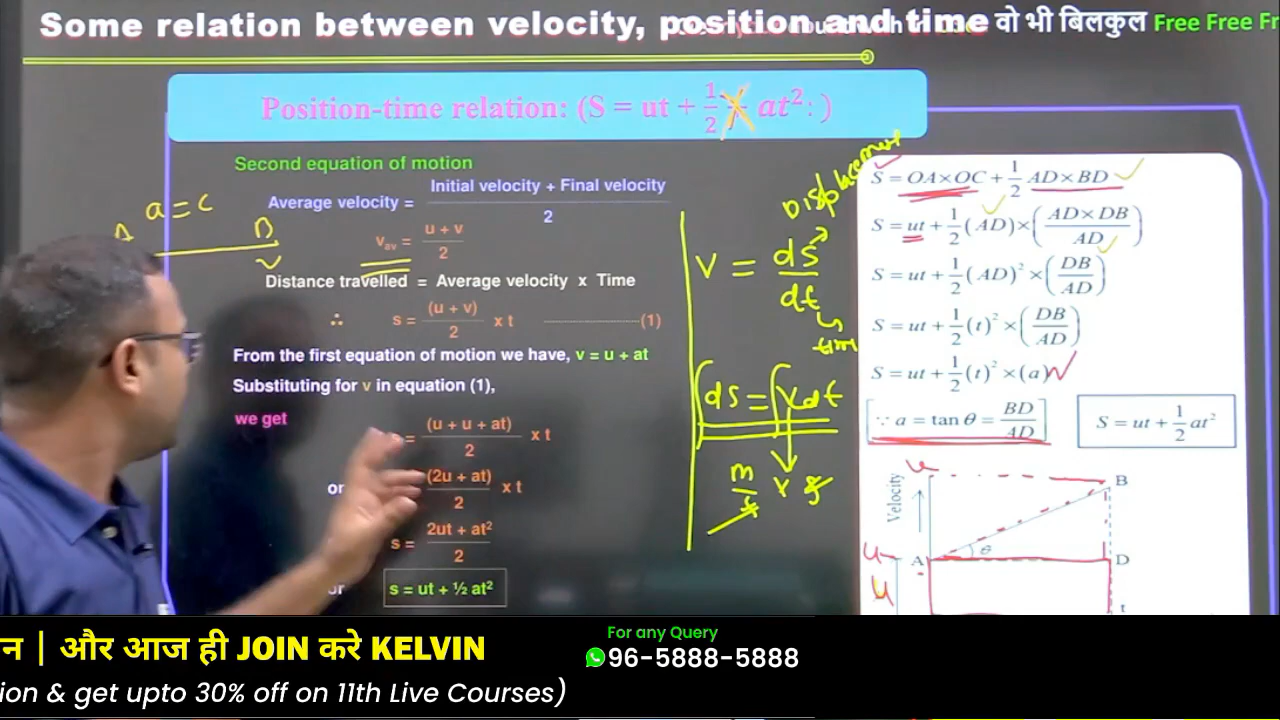 Some relation between velocity, position and time वो भी बिलकुल Free Free Fr
Position-time relation: (S = ut + 1/2 × at²: )
Second equation of motion
Average velocity = Initial velocity + Final velocity / 2
v_av = u + v / 2
Distance travelled = Average velocity x Time
∴ s = (u + v) / 2 x t ------------(1)
From the first equation of motion we have, v = u + at
Substituting for v in equation (1),
we get
= (u + u + at) / 2 x t
or (2u + at) / 2 x t
s = 2ut + at² / 2
or s = ut + ½ at²
a = c
A B
v
v = ds / dt
Displacement
time
∫ds = ∫v dt
m/s × s
S = OA×OC + 1/2 AD×BD
S = ut + 1/2 (AD) × (AD×DB / AD)
S = ut + 1/2 (AD)² × (DB / AD)
S = ut + 1/2 (t)² × (DB / AD)
S = ut + 1/2 (t)² × (a)
[∵ a = tan θ = BD / AD]
S = ut + 1/2 at²
Velocity
B
u
A
θ
D
u
t
न | और आज ही JOIN करे KELVIN
For any Query
96-5888-5888
ion & get upto 30% off on 11th Live Courses)